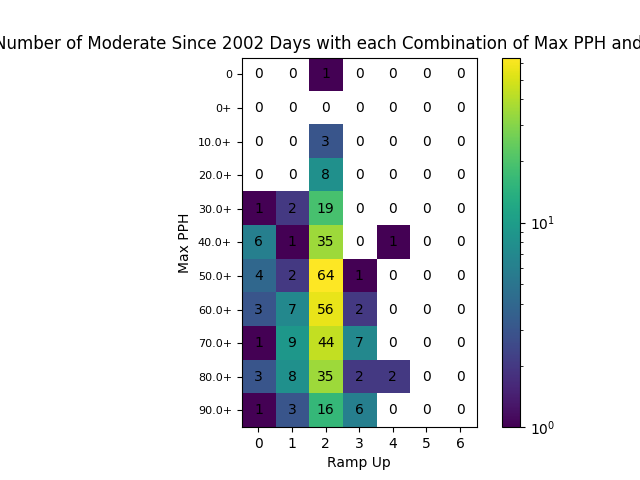 Number of Moderate Since 2002 Days with each Combination of Max PPH and
0 0 0 1 0 0 0 0
0+ 0 0 0 0 0 0 0
10.0+ 0 0 3 0 0 0 0
20.0+ 0 0 8 0 0 0 0
30.0+ 1 2 19 0 0 0 0
40.0+ 6 1 35 0 1 0 0
50.0+ 4 2 64 1 0 0 0
60.0+ 3 7 56 2 0 0 0
70.0+ 1 9 44 7 0 0 0
80.0+ 3 8 35 2 2 0 0
90.0+ 1 3 16 6 0 0 0
0 1 2 3 4 5 6
Ramp Up
Max PPH
10¹
10⁰